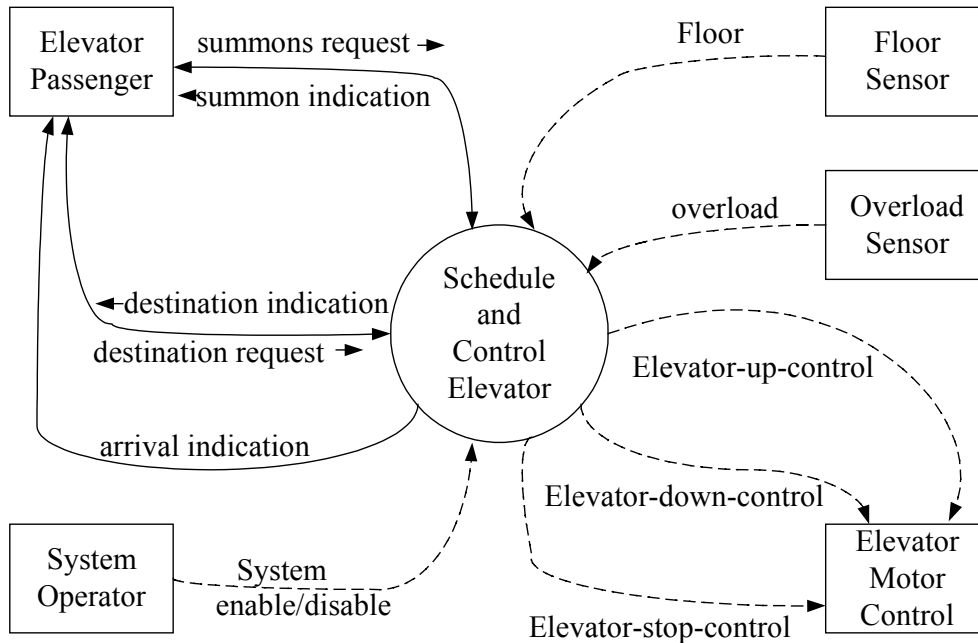 Elevator
Passenger
summons request
summon indication
Floor
Floor
Sensor
overload
Overload
Sensor
Schedule
and
Control
Elevator
destination indication
destination request
Elevator-up-control
arrival indication
Elevator-down-control
System
Operator
System
enable/disable
Elevator-stop-control
Elevator
Motor
Control